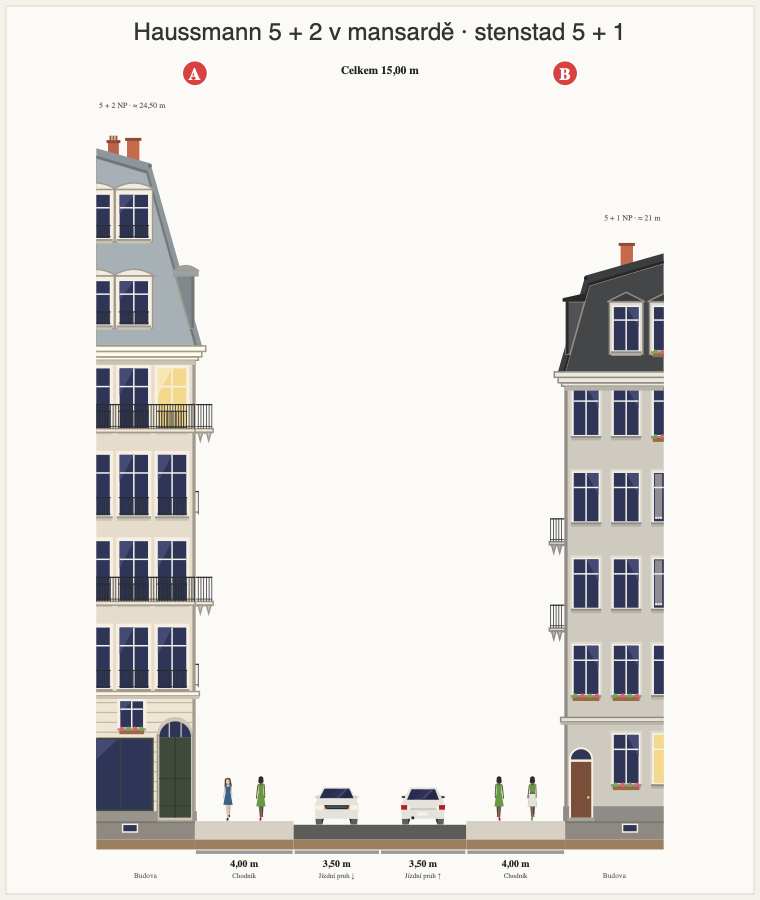 Haussmann 5 + 2 v mansardě · stenstad 5 + 1
A
Celkem 15,00 m
B
5 + 2 NP · ≈ 24,50 m
5 + 1 NP · ≈ 21 m
4,00 m
3,50 m
3,50 m
4,00 m
Budova
Chodník
Jízdní pruh ↓
Jízdní pruh ↑
Chodník
Budova